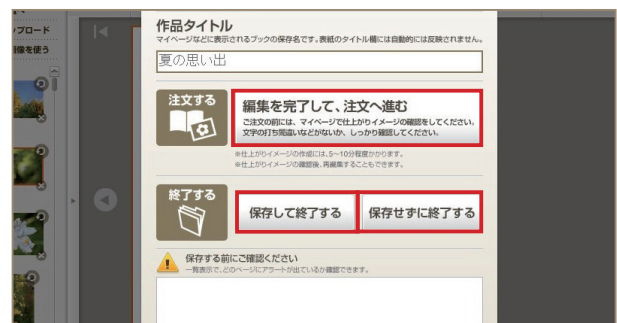 作品タイトル
マイページなどに表示されるブックの保存名です。表紙のタイトル欄には自動的には反映されません。
夏の思い出
注文する
編集を完了して、注文へ進む
ご注文の前には、マイページで仕上がりイメージの確認をしてください。
文字の打ち間違いなどがないか、しっかり確認してください。
※仕上がりイメージの作成には、5~10分程度かかります。
※仕上がりイメージの確認後、再編集することもできます。
終了する
保存して終了する
保存せずに終了する
保存する前にご確認ください
一覧表示で、どのページにアラートが出ているか確認できます。
ップロード
像を使う